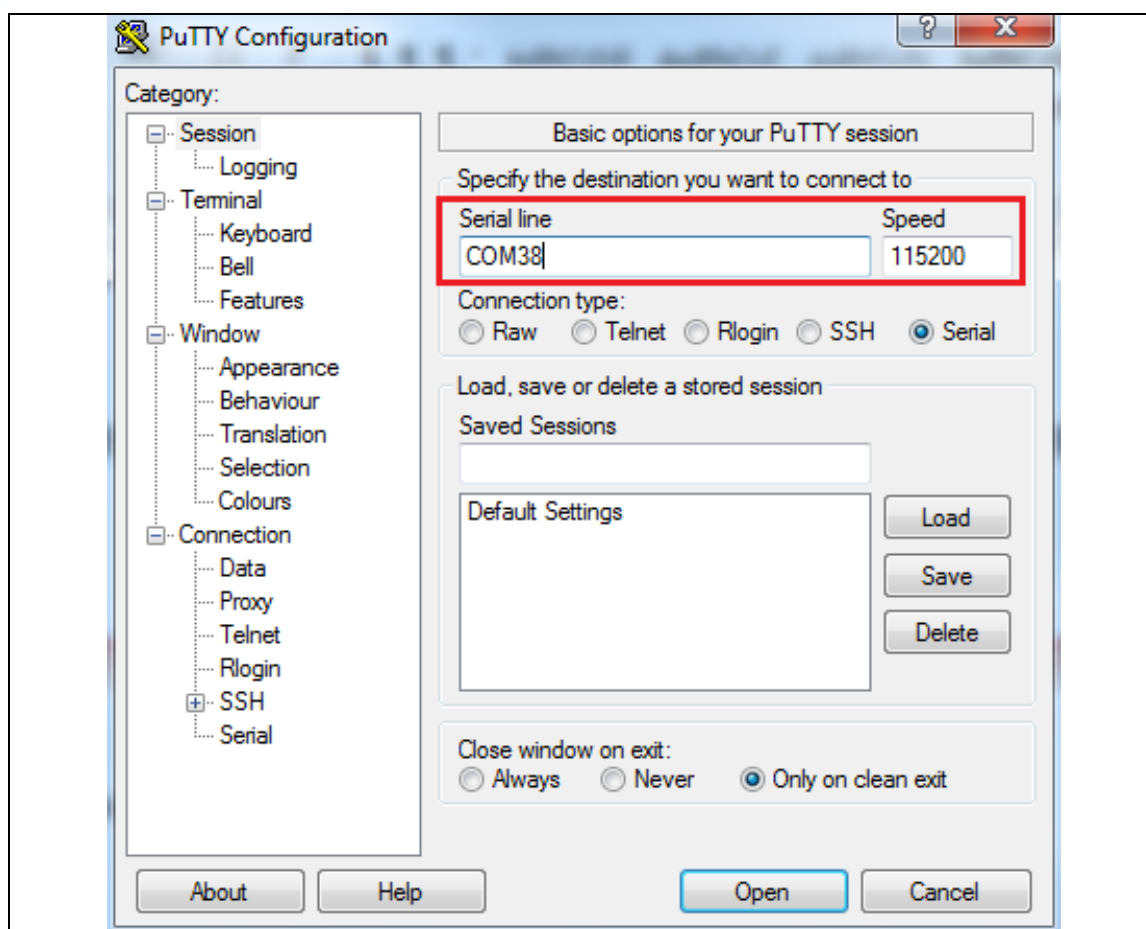 PuTTY Configuration
?
X
Category:
Session
Logging
Terminal
Keyboard
Bell
Features
Window
Appearance
Behaviour
Translation
Selection
Colours
Connection
Data
Proxy
Telnet
Rlogin
SSH
Serial
Basic options for your PuTTY session
Specify the destination you want to connect to
Serial line Speed
COM38 115200
Connection type:
Raw Telnet Rlogin SSH Serial
Load, save or delete a stored session
Saved Sessions
Default Settings
Load
Save
Delete
Close window on exit:
Always Never Only on clean exit
About Help Open Cancel